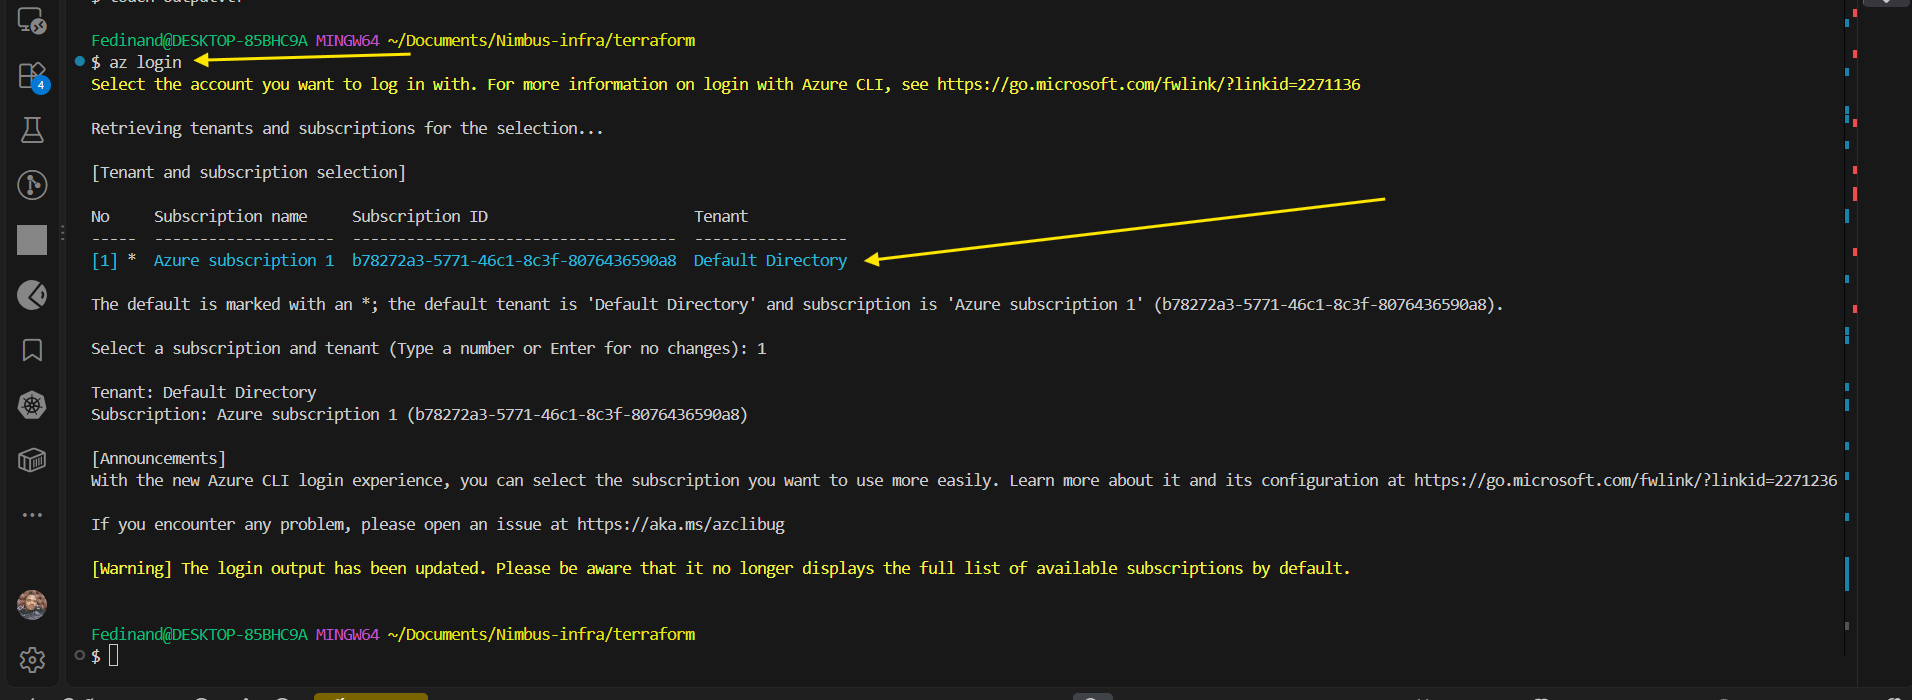 Fedinand@DESKTOP-85BHC9A MINGW64 ~/Documents/Nimbus-infra/terraform
$ az login
Select the account you want to log in with. For more information on login with Azure CLI, see https://go.microsoft.com/fwlink/?linkid=2271136
Retrieving tenants and subscriptions for the selection...
[Tenant and subscription selection]
No Subscription name Subscription ID Tenant
----- -------------------- ------------------------------------ -----------------
[1] * Azure subscription 1 b78272a3-5771-46c1-8c3f-8076436590a8 Default Directory
The default is marked with an *; the default tenant is 'Default Directory' and subscription is 'Azure subscription 1' (b78272a3-5771-46c1-8c3f-8076436590a8).
Select a subscription and tenant (Type a number or Enter for no changes): 1
Tenant: Default Directory
Subscription: Azure subscription 1 (b78272a3-5771-46c1-8c3f-8076436590a8)
[Announcements]
With the new Azure CLI login experience, you can select the subscription you want to use more easily. Learn more about it and its configuration at https://go.microsoft.com/fwlink/?linkid=2271236
If you encounter any problem, please open an issue at https://aka.ms/azclibug
[Warning] The login output has been updated. Please be aware that it no longer displays the full list of available subscriptions by default.
Fedinand@DESKTOP-85BHC9A MINGW64 ~/Documents/Nimbus-infra/terraform
$
4